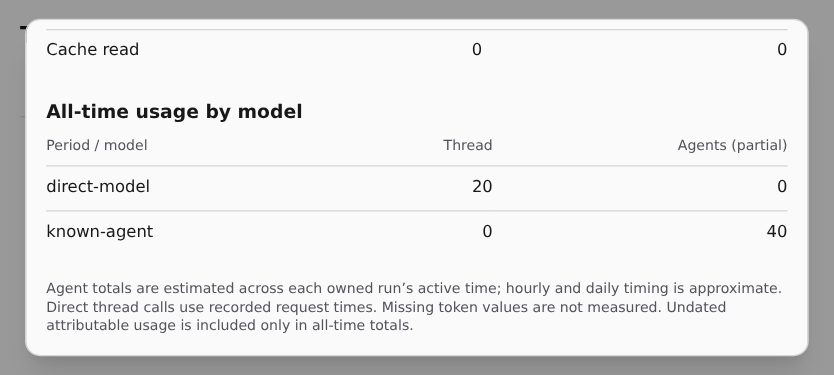 Cache read 0 0
All-time usage by model
Period / model Thread Agents (partial)
direct-model 20 0
known-agent 0 40
Agent totals are estimated across each owned run’s active time; hourly and daily timing is approximate.
Direct thread calls use recorded request times. Missing token values are not measured. Undated
attributable usage is included only in all-time totals.